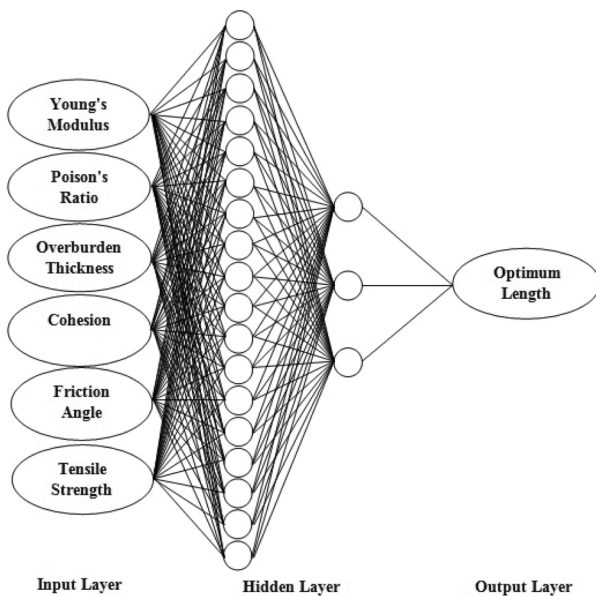 Young's
Modulus
Poison's
Ratio
Overburden
Thickness
Cohesion
Friction
Angle
Tensile
Strength
Optimum
Length
Input Layer
Hidden Layer
Output Layer